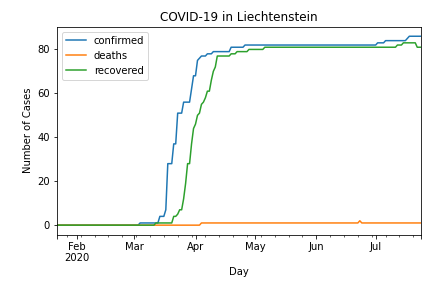 COVID-19 in Liechtenstein
confirmed
deaths
recovered
Number of Cases
80
60
40
20
0
Feb Mar Apr May Jun Jul
2020
Day